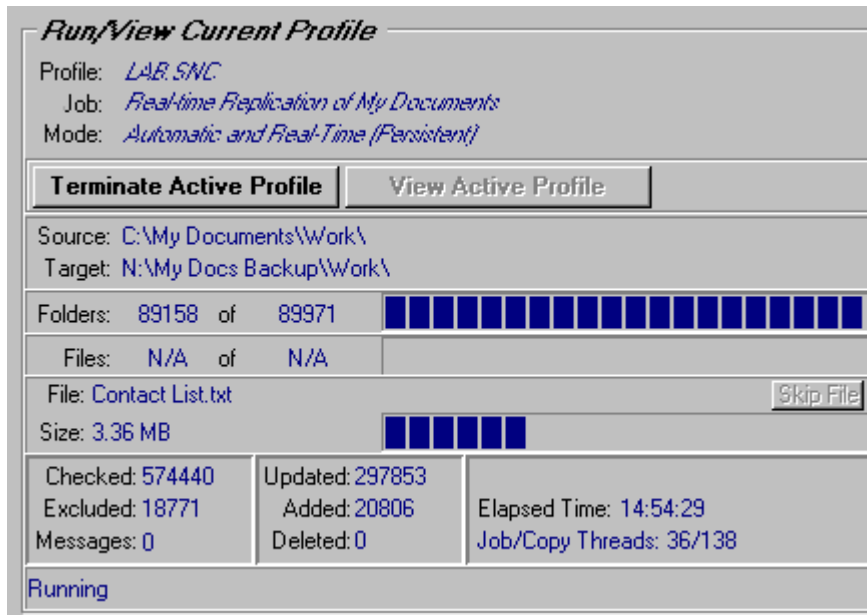 Run/View Current Profile
Profile: LAB.SNC
Job: Real-time Replication of My Documents
Mode: Automatic and Real-Time (Persistent)
Terminate Active Profile View Active Profile
Source: C:\My Documents\Work\
Target: N:\My Docs Backup\Work\
Folders: 89158 of 89971
Files: N/A of N/A
File: Contact List.txt Skip File
Size: 3.36 MB
Checked: 574440 Updated: 297853
Excluded: 18771 Added: 20806 Elapsed Time: 14:54:29
Messages: 0 Deleted: 0 Job/Copy Threads: 36/138
Running